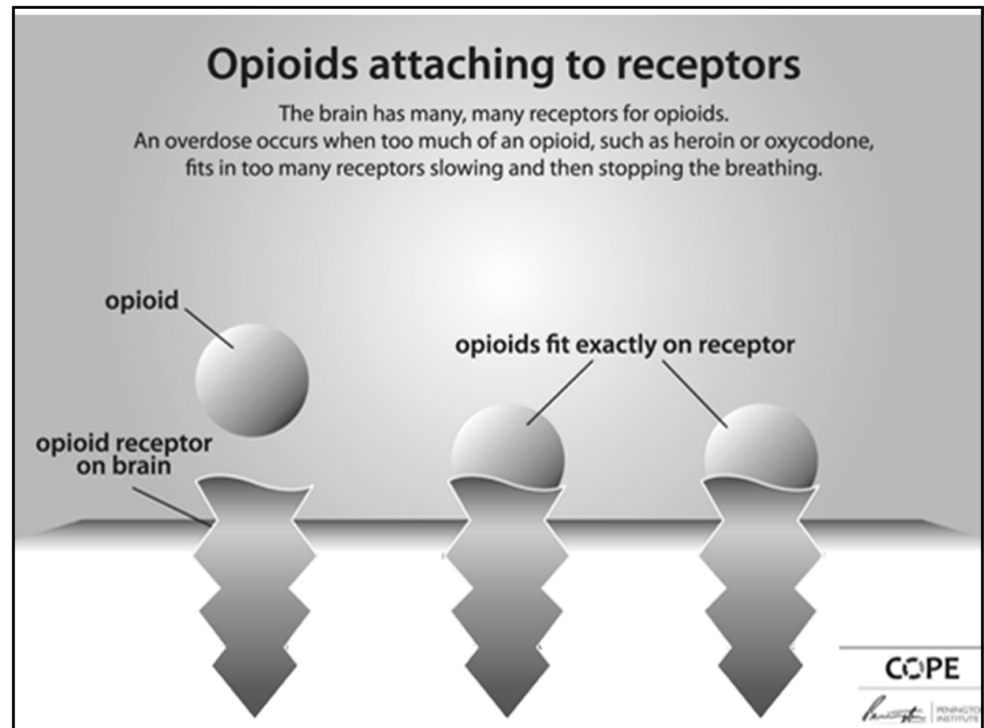 Opioids attaching to receptors
The brain has many, many receptors for opioids.
An overdose occurs when too much of an opioid, such as heroin or oxycodone,
fits in too many receptors slowing and then stopping the breathing.
opioid
opioids fit exactly on receptor
opioid receptor
on brain
COPE
PENINGTO
INSTITUTE